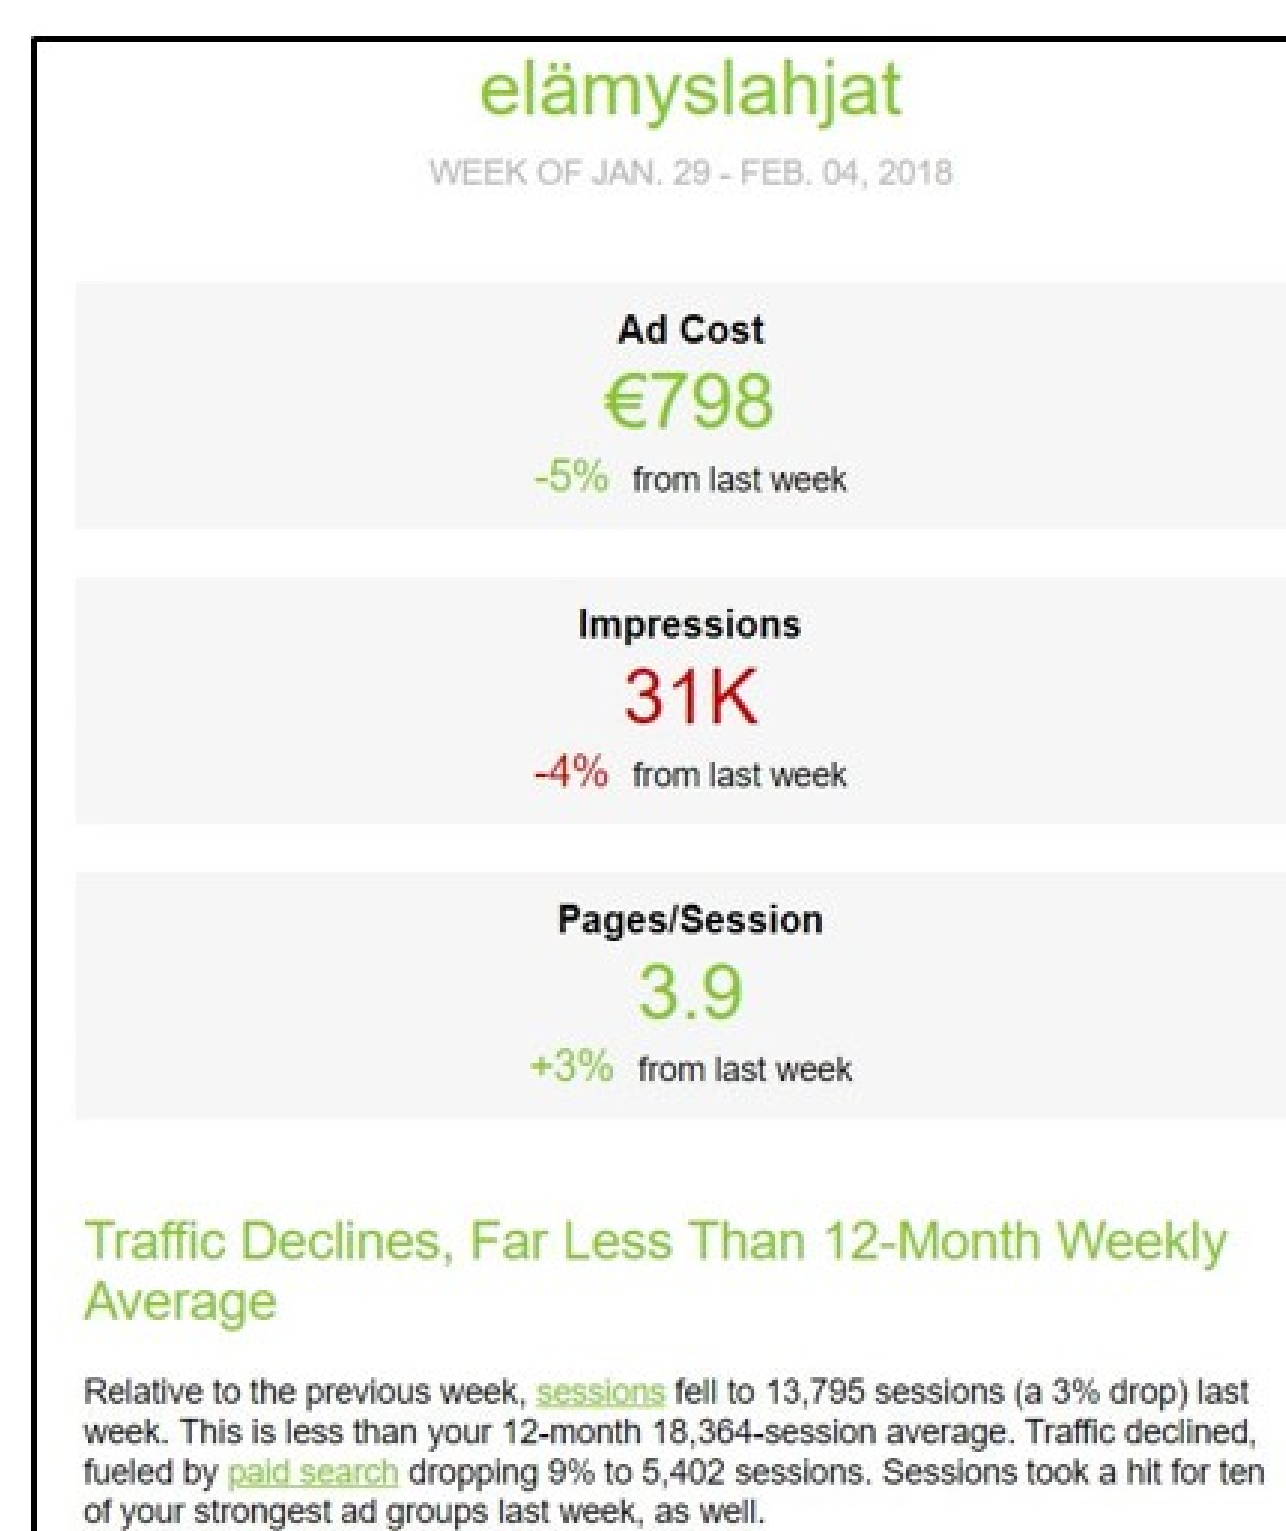 elämyslahjat
WEEK OF JAN. 29 - FEB. 04, 2018
Ad Cost
€798
-5% from last week
Impressions
31K
-4% from last week
Pages/Session
3.9
+3% from last week
Traffic Declines, Far Less Than 12-Month Weekly
Average
Relative to the previous week, sessions fell to 13,795 sessions (a 3% drop) last
week. This is less than your 12-month 18,364-session average. Traffic declined,
fueled by paid search dropping 9% to 5,402 sessions. Sessions took a hit for ten
of your strongest ad groups last week, as well.